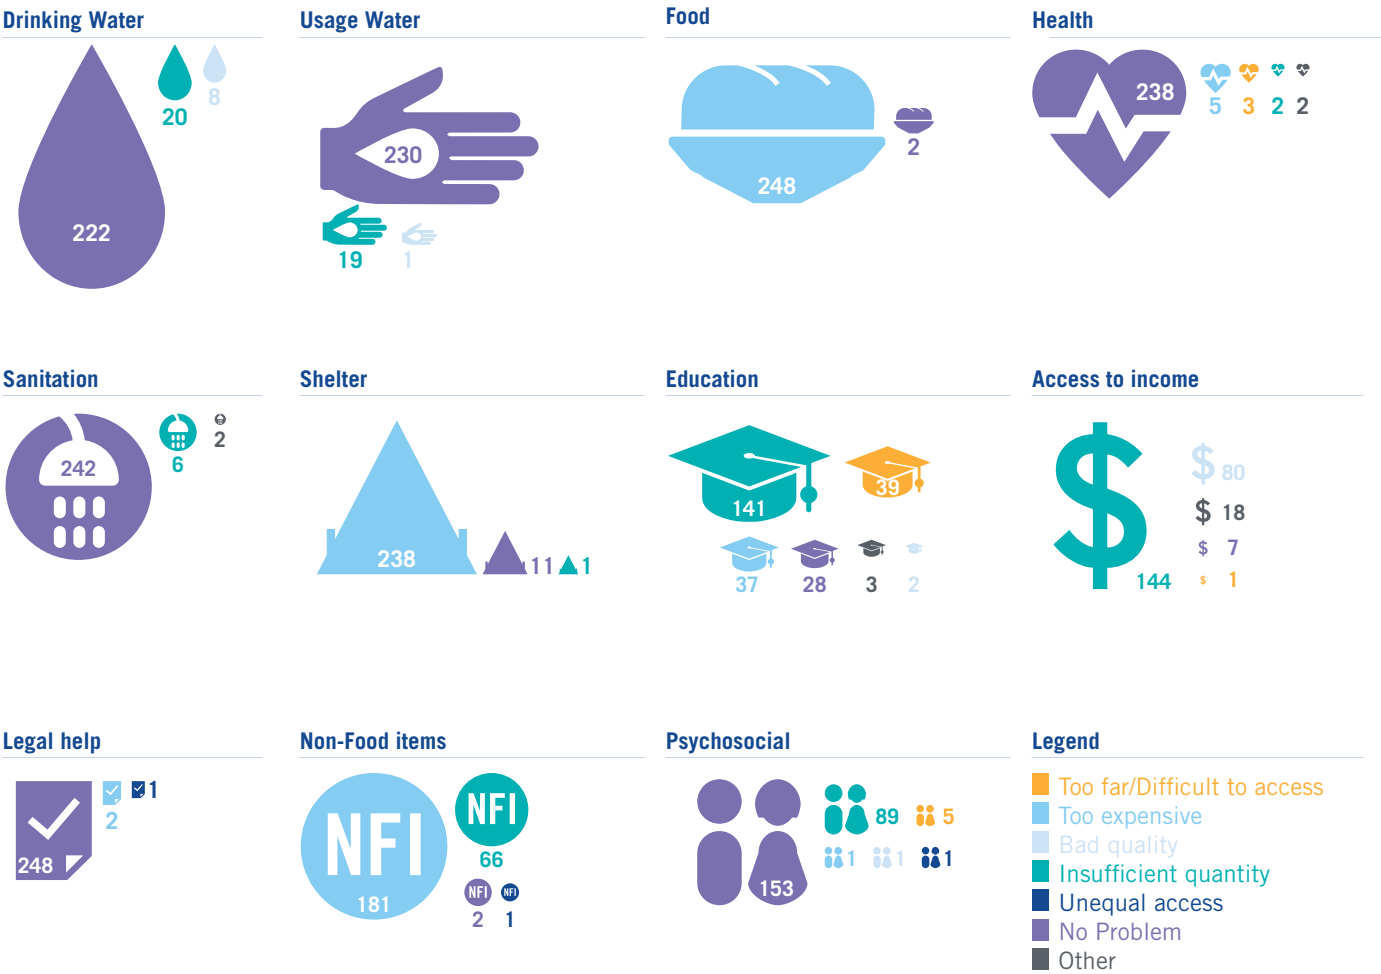 Drinking Water
222
20
8
Usage Water
230
19
1
Food
248
2
Health
238
5
3
2
2
Sanitation
242
6
2
Shelter
238
11
1
Education
141
39
37
28
3
2
Access to income
144
80
18
7
1
Legal help
248
2
1
Non-Food items
NFI
181
NFI
66
NFI
2
NFI
1
Psychosocial
153
89
5
1
1
1
Legend
Too far/Difficult to access
Too expensive
Bad quality
Insufficient quantity
Unequal access
No Problem
Other